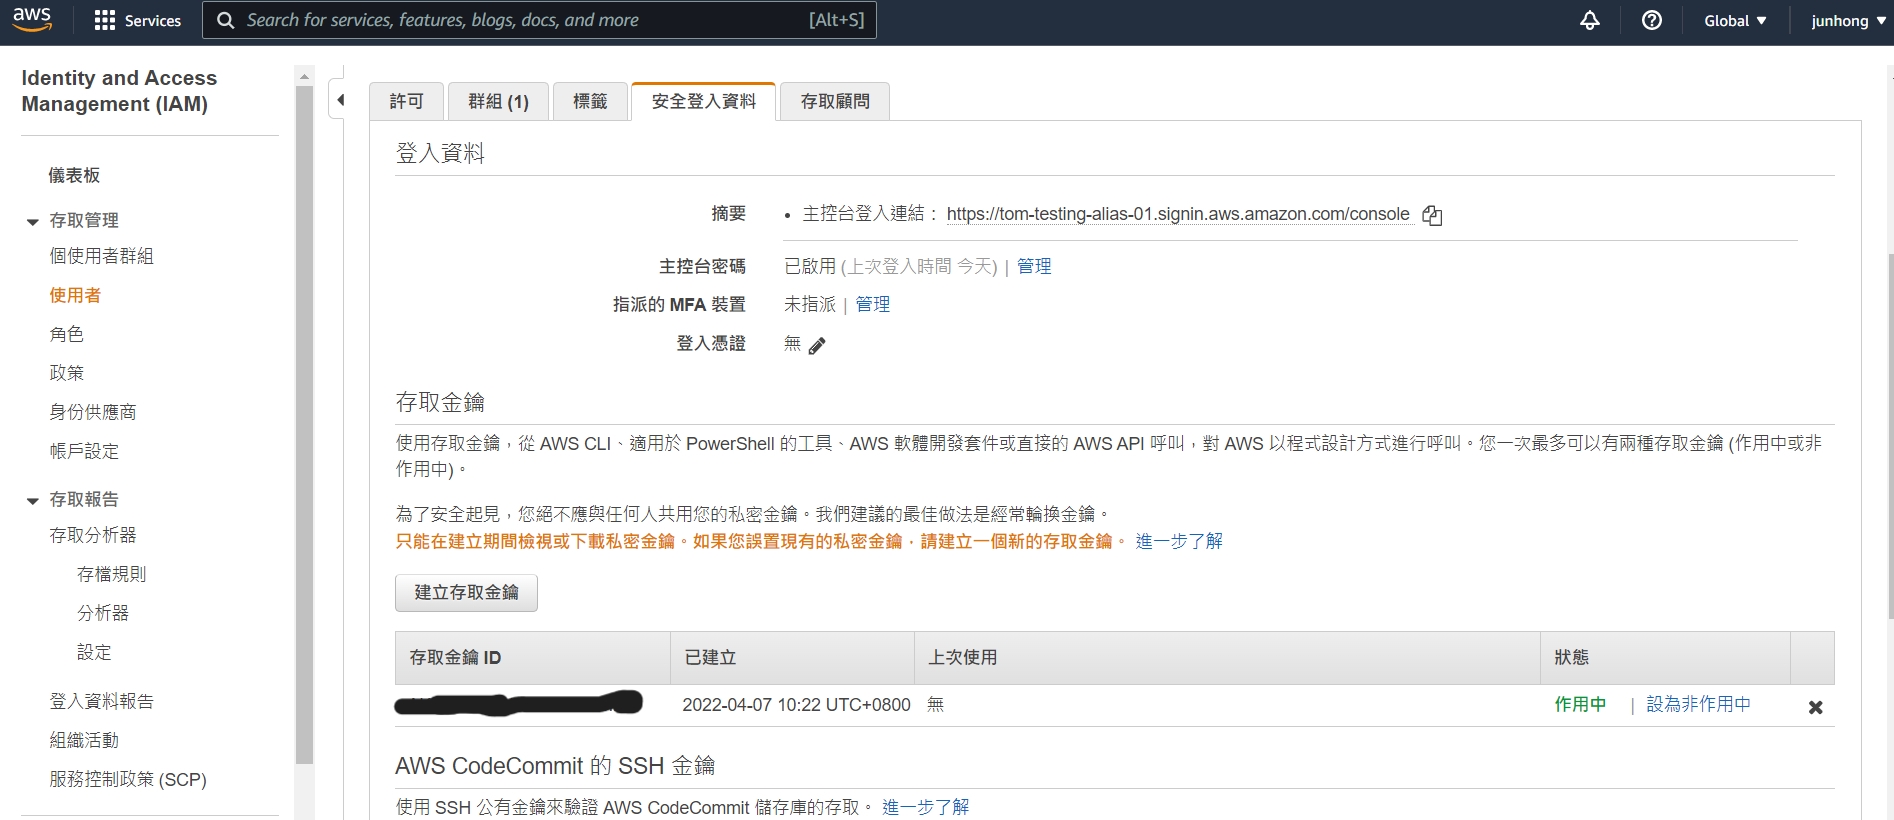 aws
Services
Search for services, features, blogs, docs, and more
[Alt+S]
Global ▼
junhong ▼
Identity and Access
Management (IAM)
儀表板
存取管理
個使用者群組
使用者
角色
政策
身份供應商
帳戶設定
存取報告
存取分析器
存檔規則
分析器
設定
登入資料報告
組織活動
服務控制政策 (SCP)
許可
群組 (1)
標籤
安全登入資料
存取顧問
登入資料
摘要
• 主控台登入連結： https://tom-testing-alias-01.signin.aws.amazon.com/console
主控台密碼
已啟用 (上次登入時間 今天) | 管理
指派的 MFA 裝置
未指派 | 管理
登入憑證
無
存取金鑰
使用存取金鑰，從 AWS CLI、適用於 PowerShell 的工具、AWS 軟體開發套件或直接的 AWS API 呼叫，對 AWS 以程式設計方式進行呼叫。您一次最多可以有兩種存取金鑰 (作用中或非
作用中)。
為了安全起見，您絕不應與任何人共用您的私密金鑰。我們建議的最佳做法是經常輪換金鑰。
只能在建立期間檢視或下載私密金鑰。如果您誤置現有的私密金鑰，請建立一個新的存取金鑰。 進一步了解
建立存取金鑰
存取金鑰 ID
已建立
上次使用
狀態
2022-04-07 10:22 UTC+0800
無
作用中 | 設為非作用中
AWS CodeCommit 的 SSH 金鑰
使用 SSH 公有金鑰來驗證 AWS CodeCommit 儲存庫的存取。 進一步了解